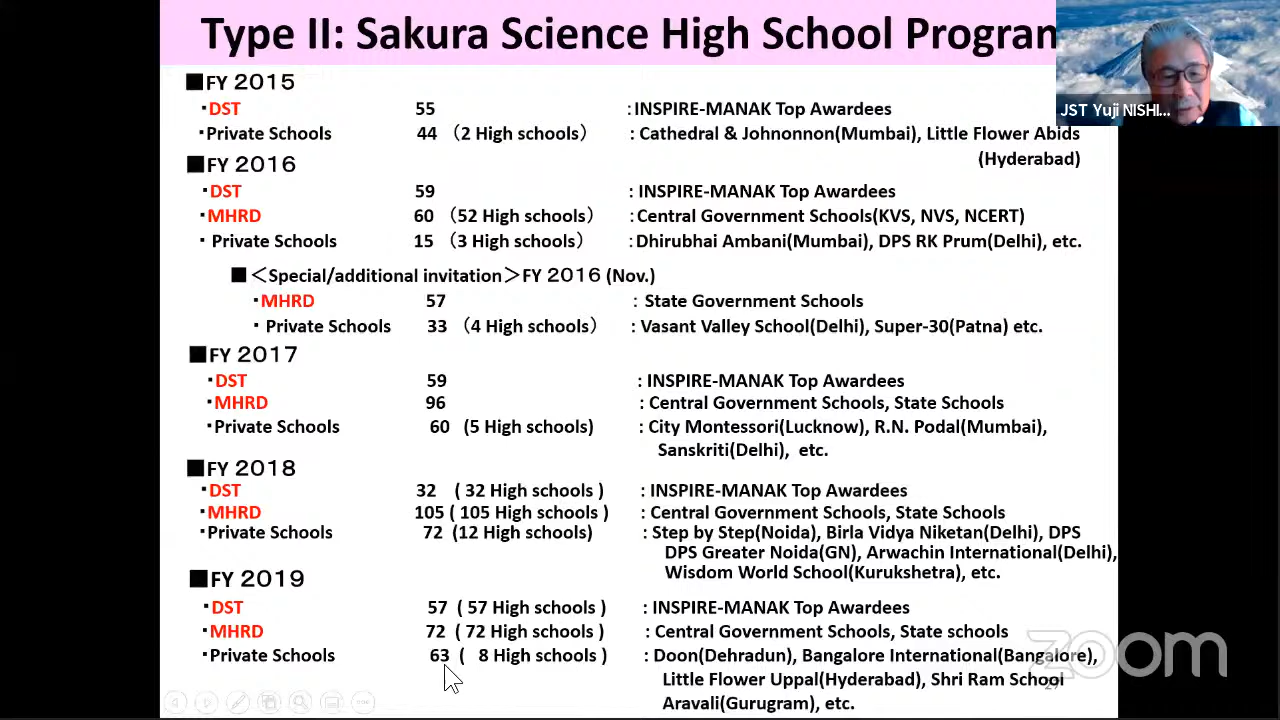 Type II: Sakura Science High School Program
JST Yuji NISHI...
■FY 2015
・DST 55 :INSPIRE-MANAK Top Awardees
・Private Schools 44 (2 High schools) : Cathedral & Johnonnon(Mumbai), Little Flower Abids
(Hyderabad)
■FY 2016
・DST 59 : INSPIRE-MANAK Top Awardees
・MHRD 60 (52 High schools) :Central Government Schools(KVS, NVS, NCERT)
・Private Schools 15 (3 High schools) :Dhirubhai Ambani(Mumbai), DPS RK Prum(Delhi), etc.
■<Special/additional invitation>FY 2016 (Nov.)
・MHRD 57 : State Government Schools
・Private Schools 33 (4 High schools) : Vasant Valley School(Delhi), Super-30(Patna) etc.
■FY 2017
・DST 59 : INSPIRE-MANAK Top Awardees
・MHRD 96 : Central Government Schools, State Schools
・Private Schools 60 (5 High schools) : City Montessori(Lucknow), R.N. Podal(Mumbai),
Sanskriti(Delhi), etc.
■FY 2018
・DST 32 ( 32 High schools ) : INSPIRE-MANAK Top Awardees
・MHRD 105 ( 105 High schools ) : Central Government Schools, State Schools
・Private Schools 72 (12 High schools) : Step by Step(Noida), Birla Vidya Niketan(Delhi), DPS
DPS Greater Noida(GN), Arwachin International(Delhi),
Wisdom World School(Kurukshetra), etc.
■FY 2019
・DST 57 ( 57 High schools ) : INSPIRE-MANAK Top Awardees
・MHRD 72 ( 72 High schools ) : Central Government Schools, State schools
・Private Schools 63 ( 8 High schools ) : Doon(Dehradun), Bangalore International(Bangalore),
Little Flower Uppal(Hyderabad), Shri Ram School
Aravali(Gurugram), etc.
27
zoom